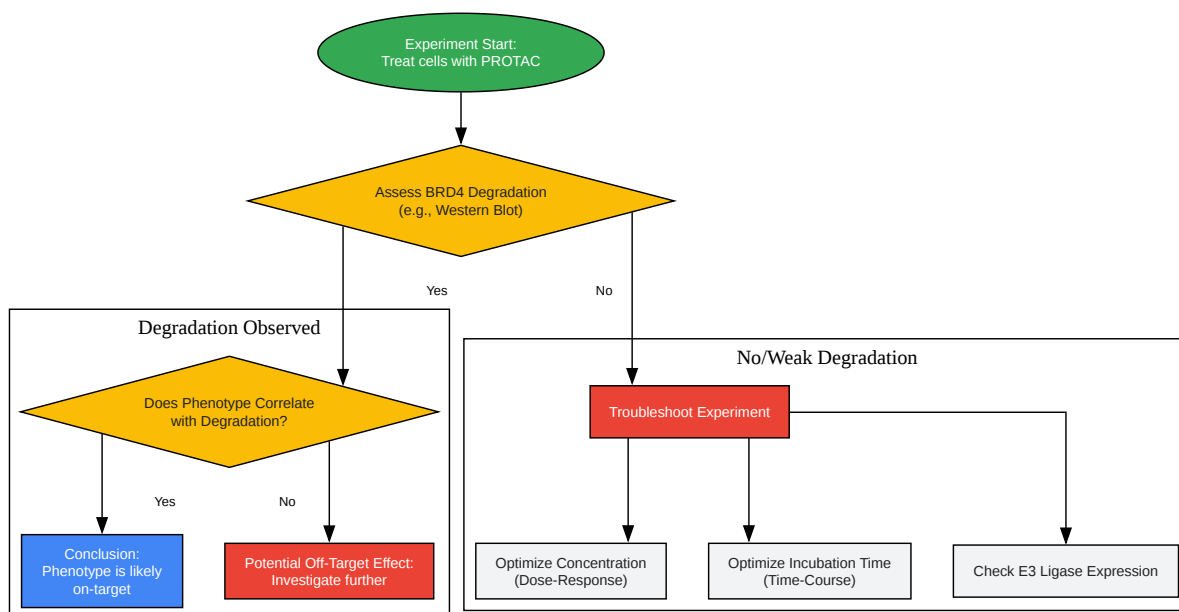 Experiment Start:
Treat cells with PROTAC
Assess BRD4 Degradation
(e.g., Western Blot)
Yes
No
Degradation Observed
No/Weak Degradation
Does Phenotype Correlate
with Degradation?
Troubleshoot Experiment
Yes
No
Conclusion:
Phenotype is likely
on-target
Potential Off-Target Effect:
Investigate further
Optimize Concentration
(Dose-Response)
Optimize Incubation Time
(Time-Course)
Check E3 Ligase Expression